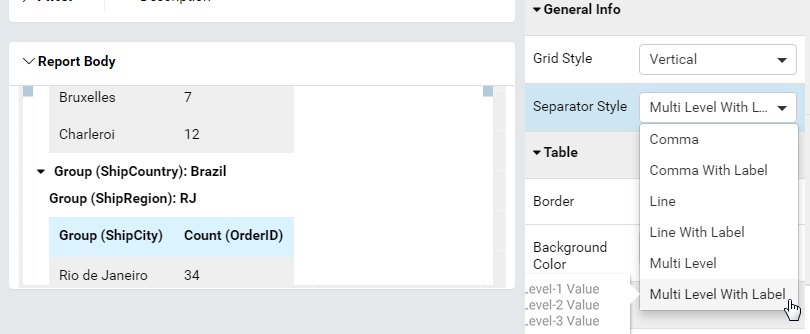 Report Body
Bruxelles 7
Charleroi 12
Group (ShipCountry): Brazil
Group (ShipRegion): RJ
Group (ShipCity) Count (OrderID)
Rio de Janeiro 34
General Info
Grid Style Vertical
Separator Style Multi Level With L...
Comma
Comma With Label
Line
Line With Label
Multi Level
Multi Level With Label
Table
Border
Background
Color
Level-1 Value
Level-2 Value
Level-3 Value